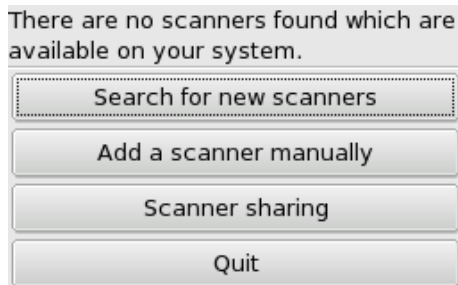 There are no scanners found which are
available on your system.
Search for new scanners
Add a scanner manually
Scanner sharing
Quit